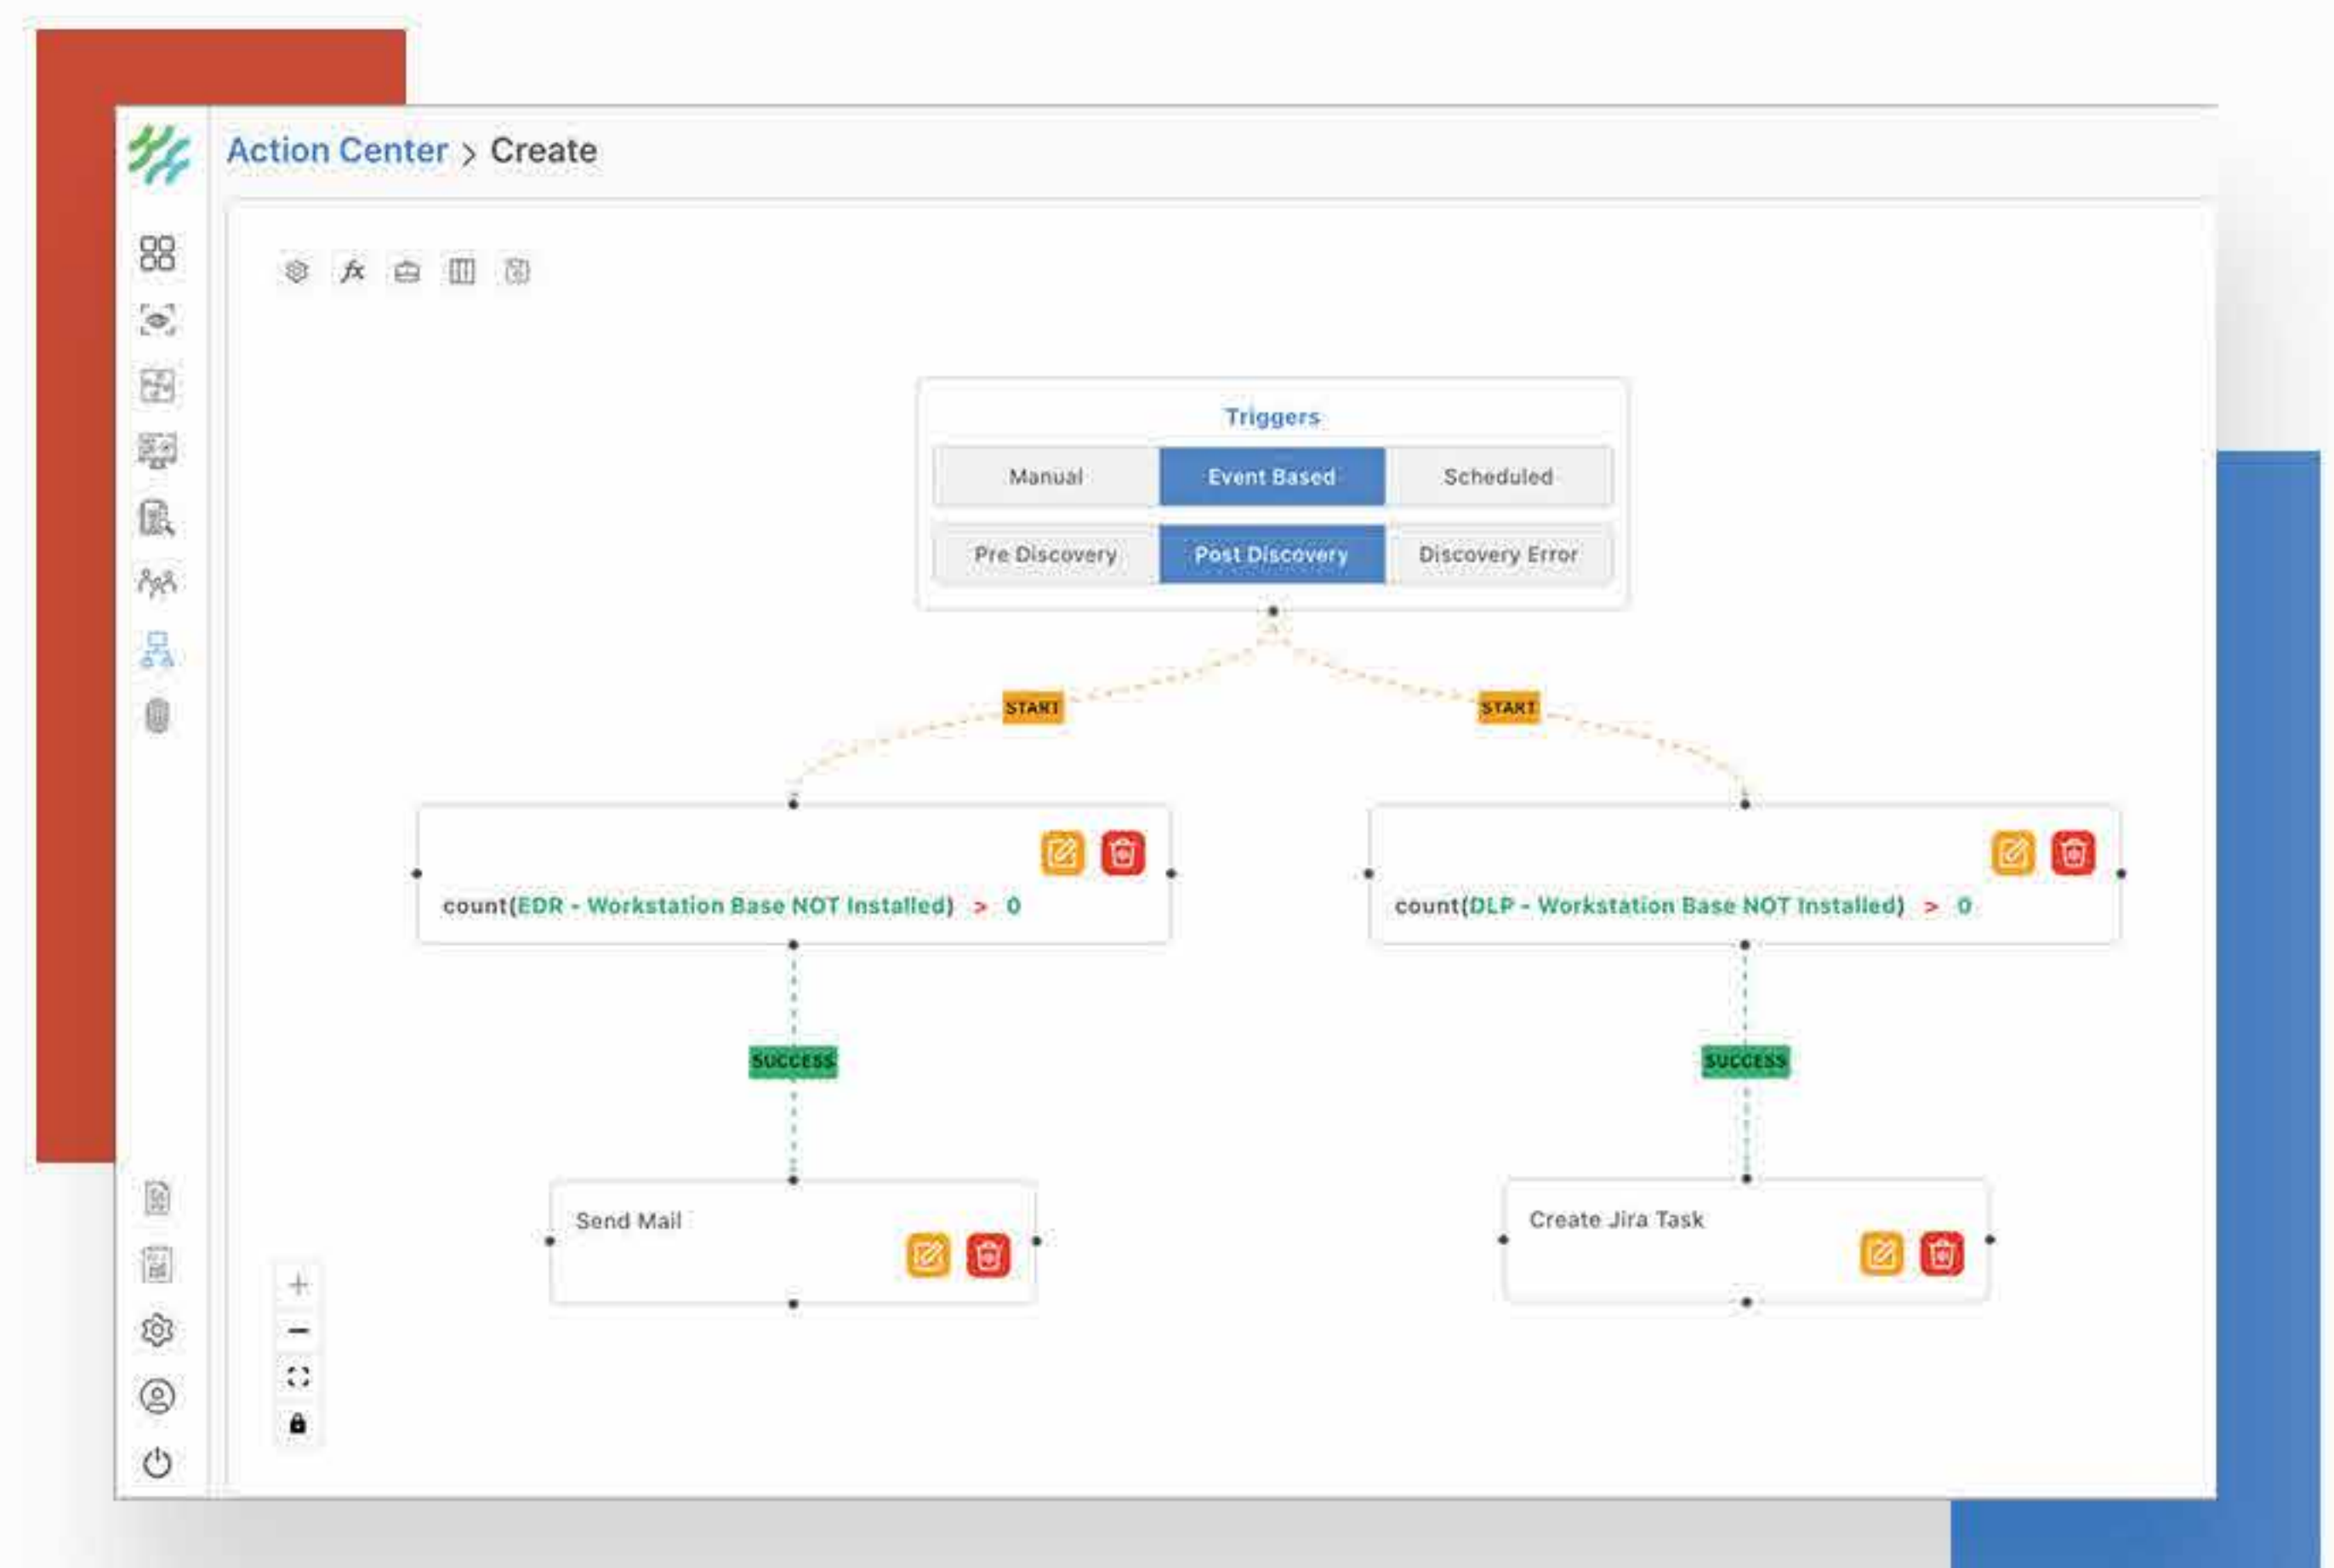 Action Center > Create
fx
Triggers
Manual Event Based Scheduled
Pre Discovery Post Discovery Discovery Error
START START
count(EDR - Workstation Base NOT Installed) > 0
count(DLP - Workstation Base NOT Installed) > 0
SUCCESS SUCCESS
Send Mail
Create Jira Task